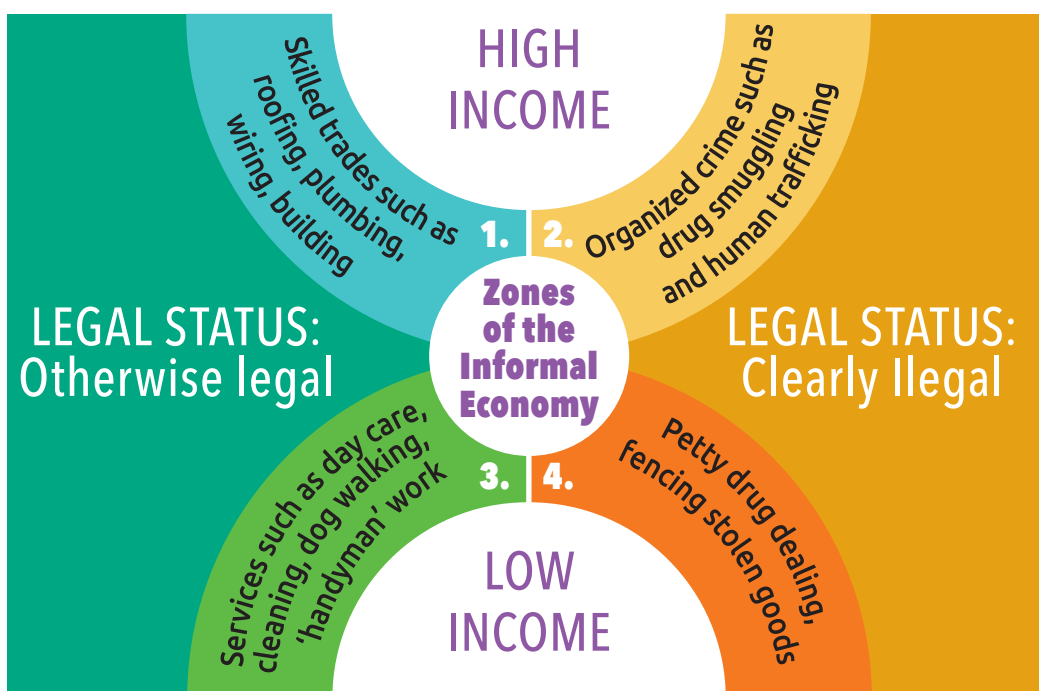 HIGH
INCOME
Skilled trades such as
roofing, plumbing,
wiring, building
1.
2.
Organized crime such as
drug smuggling
and human trafficking
LEGAL STATUS:
Otherwise legal
Zones
of the
Informal
Economy
LEGAL STATUS:
Clearly Ilegal
Services such as day care,
cleaning, dog walking,
‘handyman’ work
3.
4.
Petty drug dealing,
fencing stolen goods
LOW
INCOME